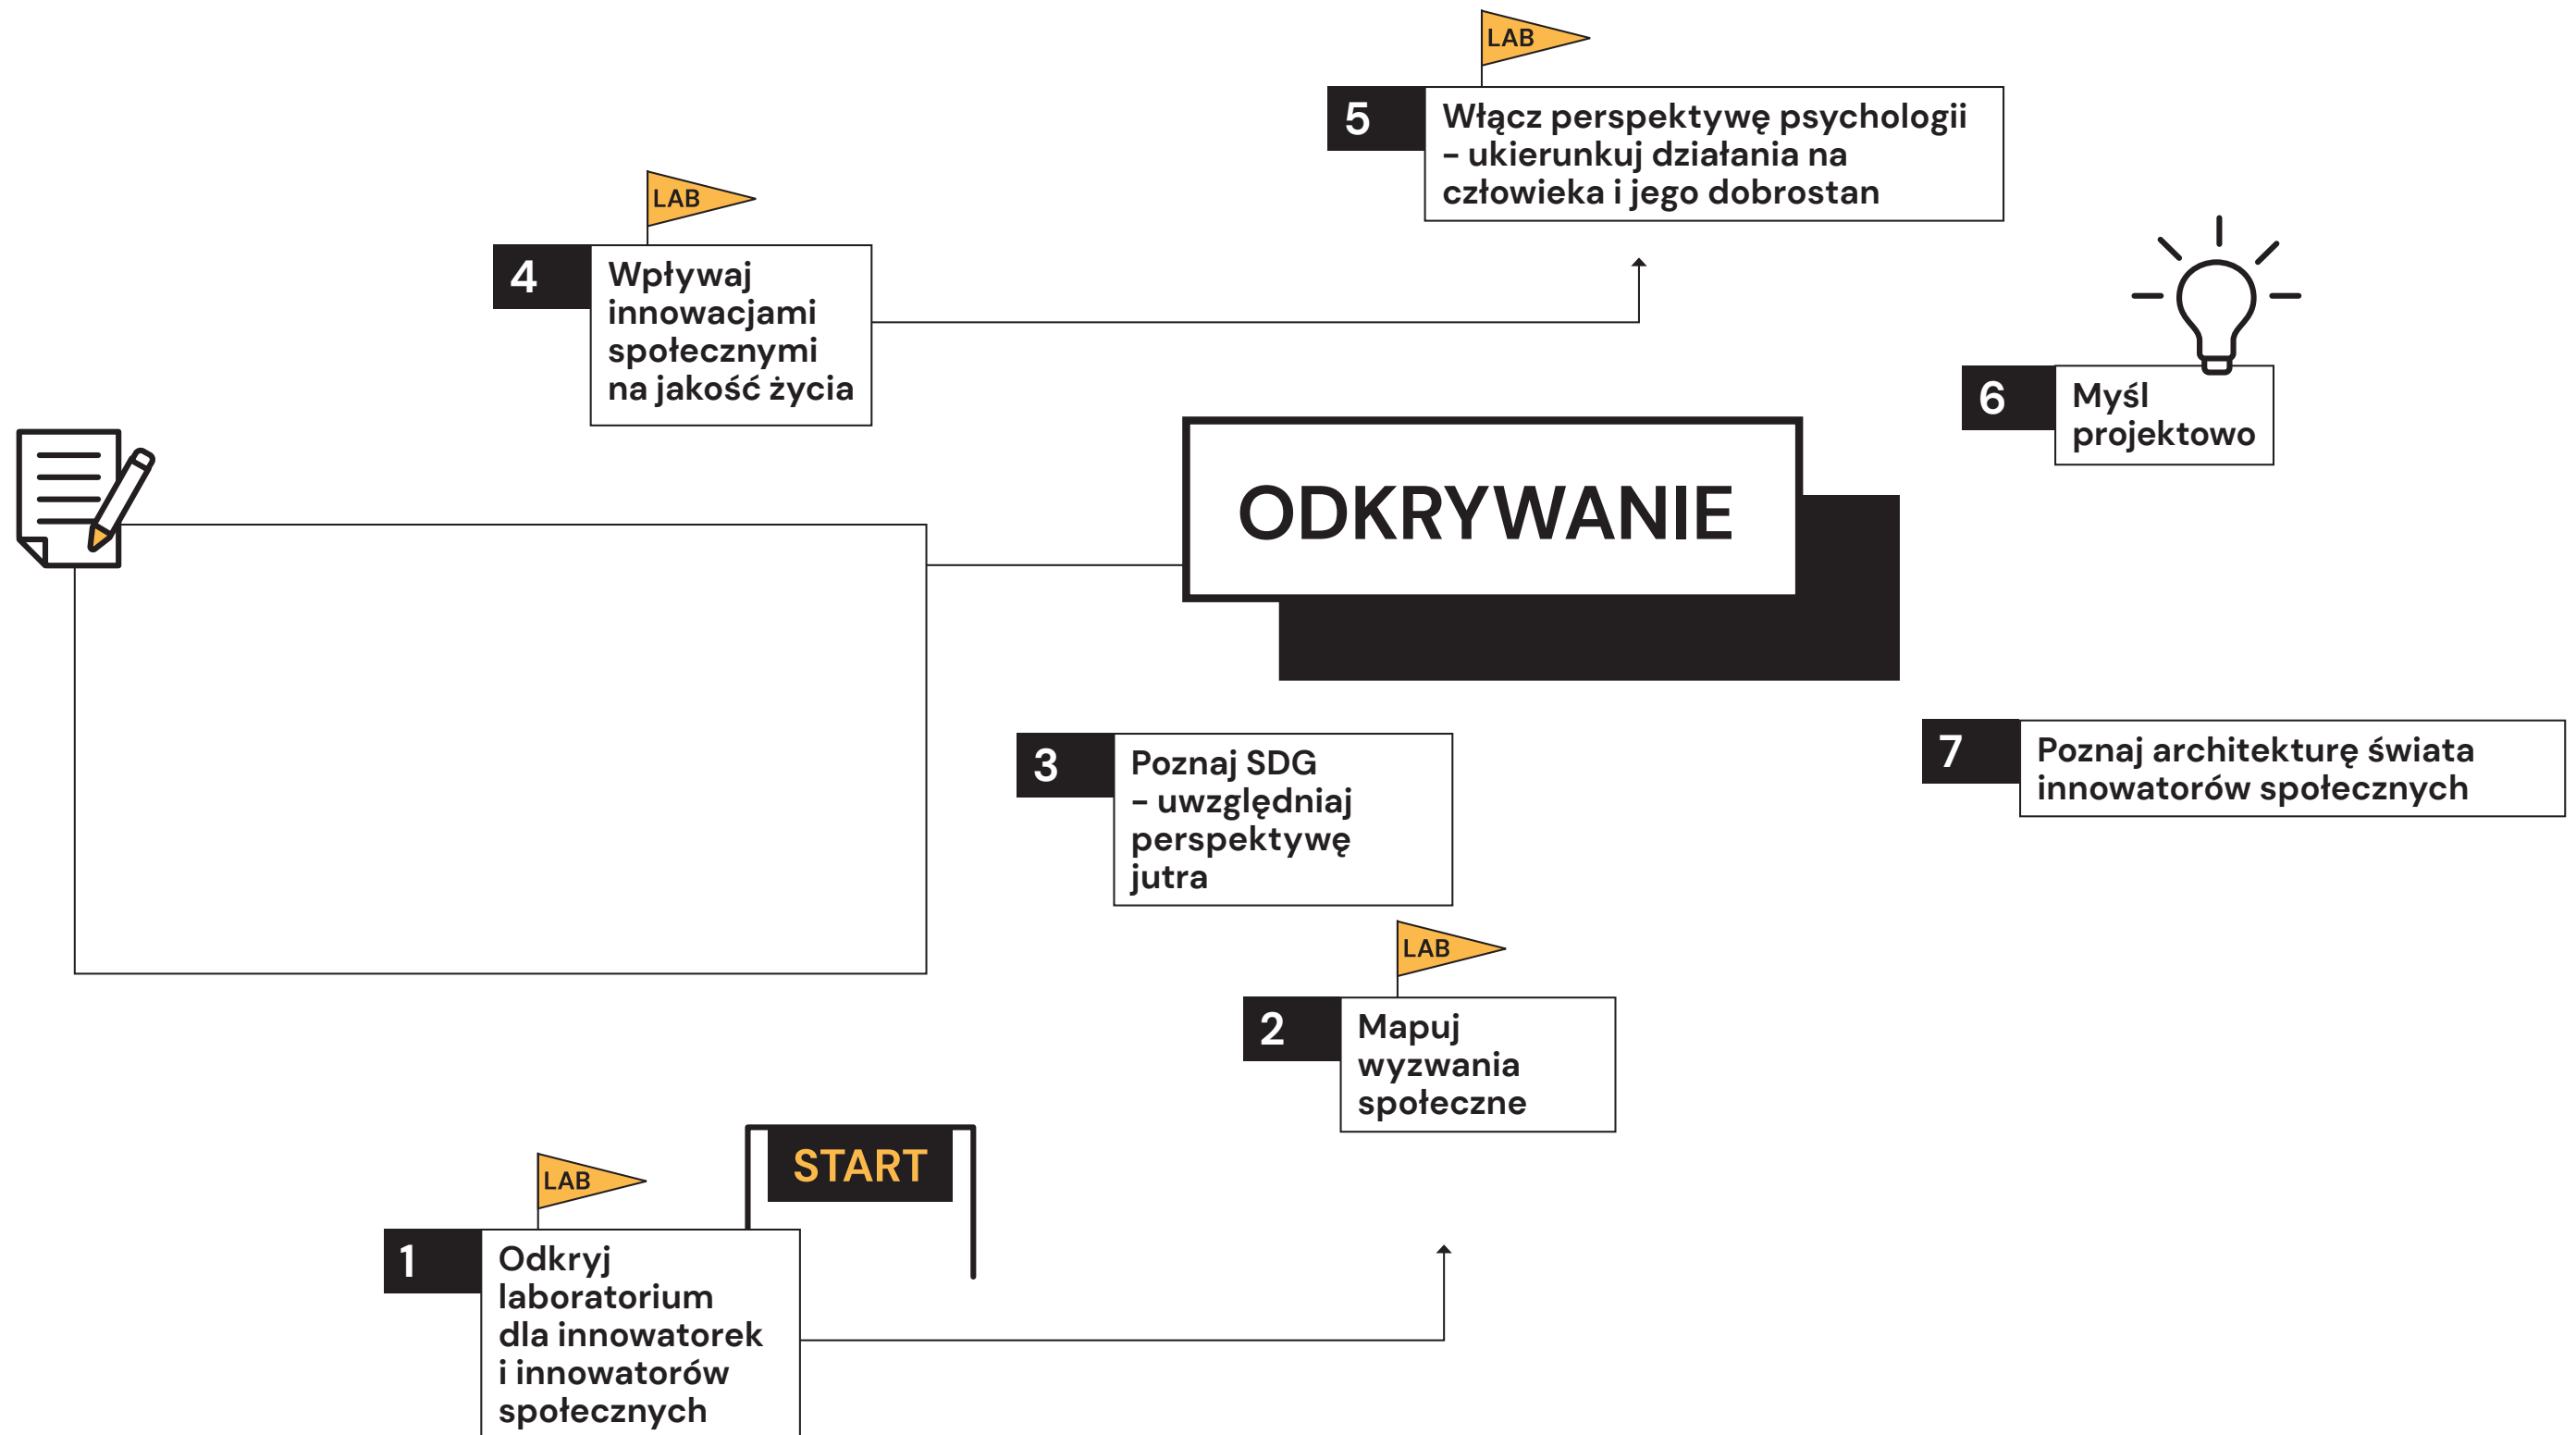 LAB
5
Włącz perspektywę psychologii
– ukierunkuj działania na
człowieka i jego dobrostan
LAB
4
Wpływaj
innowacjami
społecznymi
na jakość życia
6
Myśl
projektowo
ODKRYWANIE
3
Poznaj SDG
– uwzględniaj
perspektywę
jutra
7
Poznaj architekturę świata
innowatorów społecznych
LAB
2
Mapuj
wyzwania
społeczne
START
LAB
1
Odkryj
laboratorium
dla innowatorek
i innowatorów
społecznych